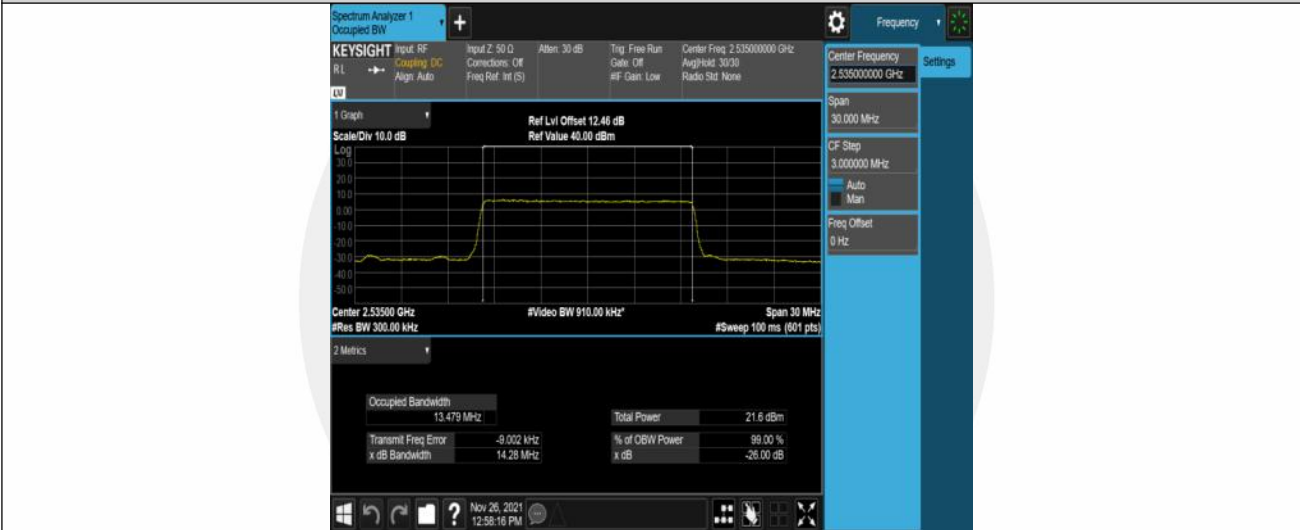 Spectrum Analyzer 1
Occupied BW
+
Frequency
KEYSIGHT
RL
Input: RF
Coupling: DC
Align: Auto
Input Z: 50 Ω
Corrections: Off
Freq Ref: Int (S)
Atten: 30 dB
Trig: Free Run
Gate: Off
#IF Gain: Low
Center Freq: 2.535000000 GHz
Avg|Hold: 30/30
Radio Std: None
Center Frequency
2.535000000 GHz
Settings
Span
30.000 MHz
CF Step
3.000000 MHz
Auto
Man
Freq Offset
0 Hz
1 Graph
Scale/Div 10.0 dB
Ref Lvl Offset 12.46 dB
Ref Value 40.00 dBm
Log
30.0
20.0
10.0
0.00
-10.0
-20.0
-30.0
-40.0
-50.0
Center 2.53500 GHz
#Video BW 910.00 kHz*
Span 30 MHz
#Res BW 300.00 kHz
#Sweep 100 ms (601 pts)
2 Metrics
Occupied Bandwidth
13.479 MHz
Total Power 21.6 dBm
Transmit Freq Error -9.002 kHz
% of OBW Power 99.00 %
x dB Bandwidth 14.28 MHz
x dB -26.00 dB
?
Nov 26, 2021
12:58:16 PM